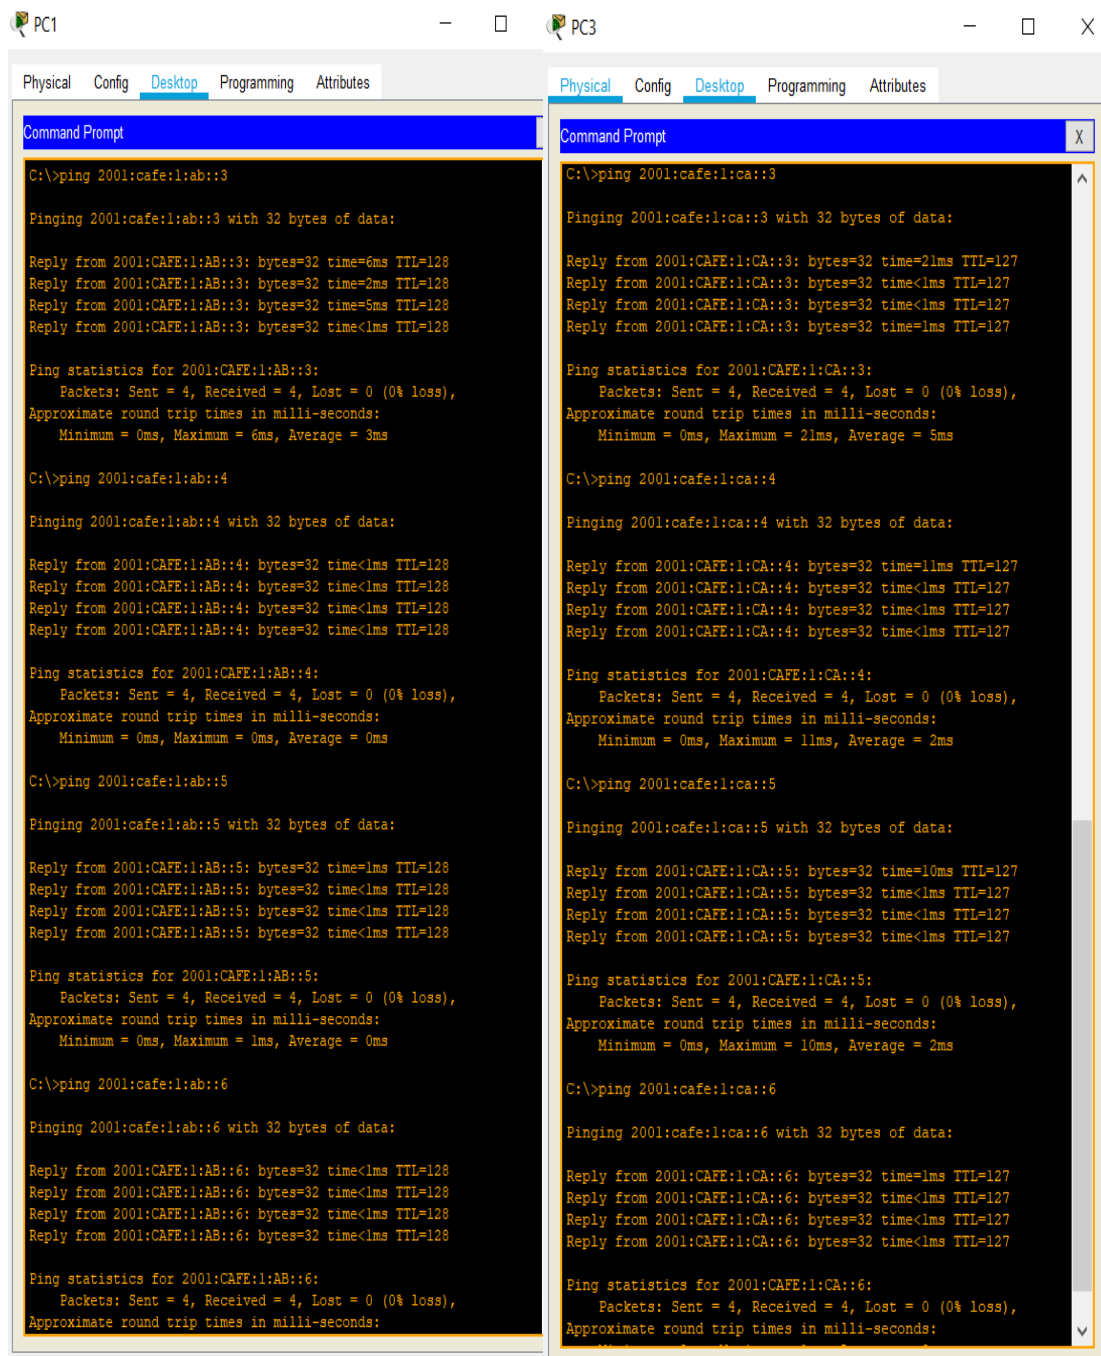 PC1
Physical Config Desktop Programming Attributes
Command Prompt
C:\>ping 2001:cafe:1:ab::3
Pinging 2001:cafe:1:ab::3 with 32 bytes of data:
Reply from 2001:CAFE:1:AB::3: bytes=32 time=6ms TTL=128
Reply from 2001:CAFE:1:AB::3: bytes=32 time=2ms TTL=128
Reply from 2001:CAFE:1:AB::3: bytes=32 time=5ms TTL=128
Reply from 2001:CAFE:1:AB::3: bytes=32 time<1ms TTL=128
Ping statistics for 2001:CAFE:1:AB::3:
Packets: Sent = 4, Received = 4, Lost = 0 (0% loss),
Approximate round trip times in milli-seconds:
Minimum = 0ms, Maximum = 6ms, Average = 3ms
C:\>ping 2001:cafe:1:ab::4
Pinging 2001:cafe:1:ab::4 with 32 bytes of data:
Reply from 2001:CAFE:1:AB::4: bytes=32 time<1ms TTL=128
Reply from 2001:CAFE:1:AB::4: bytes=32 time<1ms TTL=128
Reply from 2001:CAFE:1:AB::4: bytes=32 time<1ms TTL=128
Reply from 2001:CAFE:1:AB::4: bytes=32 time<1ms TTL=128
Ping statistics for 2001:CAFE:1:AB::4:
Packets: Sent = 4, Received = 4, Lost = 0 (0% loss),
Approximate round trip times in milli-seconds:
Minimum = 0ms, Maximum = 0ms, Average = 0ms
C:\>ping 2001:cafe:1:ab::5
Pinging 2001:cafe:1:ab::5 with 32 bytes of data:
Reply from 2001:CAFE:1:AB::5: bytes=32 time=1ms TTL=128
Reply from 2001:CAFE:1:AB::5: bytes=32 time<1ms TTL=128
Reply from 2001:CAFE:1:AB::5: bytes=32 time<1ms TTL=128
Reply from 2001:CAFE:1:AB::5: bytes=32 time<1ms TTL=128
Ping statistics for 2001:CAFE:1:AB::5:
Packets: Sent = 4, Received = 4, Lost = 0 (0% loss),
Approximate round trip times in milli-seconds:
Minimum = 0ms, Maximum = 1ms, Average = 0ms
C:\>ping 2001:cafe:1:ab::6
Pinging 2001:cafe:1:ab::6 with 32 bytes of data:
Reply from 2001:CAFE:1:AB::6: bytes=32 time<1ms TTL=128
Reply from 2001:CAFE:1:AB::6: bytes=32 time<1ms TTL=128
Reply from 2001:CAFE:1:AB::6: bytes=32 time<1ms TTL=128
Reply from 2001:CAFE:1:AB::6: bytes=32 time<1ms TTL=128
Ping statistics for 2001:CAFE:1:AB::6:
Packets: Sent = 4, Received = 4, Lost = 0 (0% loss),
Approximate round trip times in milli-seconds:
PC3
Physical Config Desktop Programming Attributes
Command Prompt X
C:\>ping 2001:cafe:1:ca::3
Pinging 2001:cafe:1:ca::3 with 32 bytes of data:
Reply from 2001:CAFE:1:CA::3: bytes=32 time=21ms TTL=127
Reply from 2001:CAFE:1:CA::3: bytes=32 time<1ms TTL=127
Reply from 2001:CAFE:1:CA::3: bytes=32 time<1ms TTL=127
Reply from 2001:CAFE:1:CA::3: bytes=32 time=1ms TTL=127
Ping statistics for 2001:CAFE:1:CA::3:
Packets: Sent = 4, Received = 4, Lost = 0 (0% loss),
Approximate round trip times in milli-seconds:
Minimum = 0ms, Maximum = 21ms, Average = 5ms
C:\>ping 2001:cafe:1:ca::4
Pinging 2001:cafe:1:ca::4 with 32 bytes of data:
Reply from 2001:CAFE:1:CA::4: bytes=32 time=11ms TTL=127
Reply from 2001:CAFE:1:CA::4: bytes=32 time<1ms TTL=127
Reply from 2001:CAFE:1:CA::4: bytes=32 time<1ms TTL=127
Reply from 2001:CAFE:1:CA::4: bytes=32 time<1ms TTL=127
Ping statistics for 2001:CAFE:1:CA::4:
Packets: Sent = 4, Received = 4, Lost = 0 (0% loss),
Approximate round trip times in milli-seconds:
Minimum = 0ms, Maximum = 11ms, Average = 2ms
C:\>ping 2001:cafe:1:ca::5
Pinging 2001:cafe:1:ca::5 with 32 bytes of data:
Reply from 2001:CAFE:1:CA::5: bytes=32 time=10ms TTL=127
Reply from 2001:CAFE:1:CA::5: bytes=32 time<1ms TTL=127
Reply from 2001:CAFE:1:CA::5: bytes=32 time<1ms TTL=127
Reply from 2001:CAFE:1:CA::5: bytes=32 time<1ms TTL=127
Ping statistics for 2001:CAFE:1:CA::5:
Packets: Sent = 4, Received = 4, Lost = 0 (0% loss),
Approximate round trip times in milli-seconds:
Minimum = 0ms, Maximum = 10ms, Average = 2ms
C:\>ping 2001:cafe:1:ca::6
Pinging 2001:cafe:1:ca::6 with 32 bytes of data:
Reply from 2001:CAFE:1:CA::6: bytes=32 time=1ms TTL=127
Reply from 2001:CAFE:1:CA::6: bytes=32 time<1ms TTL=127
Reply from 2001:CAFE:1:CA::6: bytes=32 time<1ms TTL=127
Reply from 2001:CAFE:1:CA::6: bytes=32 time<1ms TTL=127
Ping statistics for 2001:CAFE:1:CA::6:
Packets: Sent = 4, Received = 4, Lost = 0 (0% loss),
Approximate round trip times in milli-seconds: